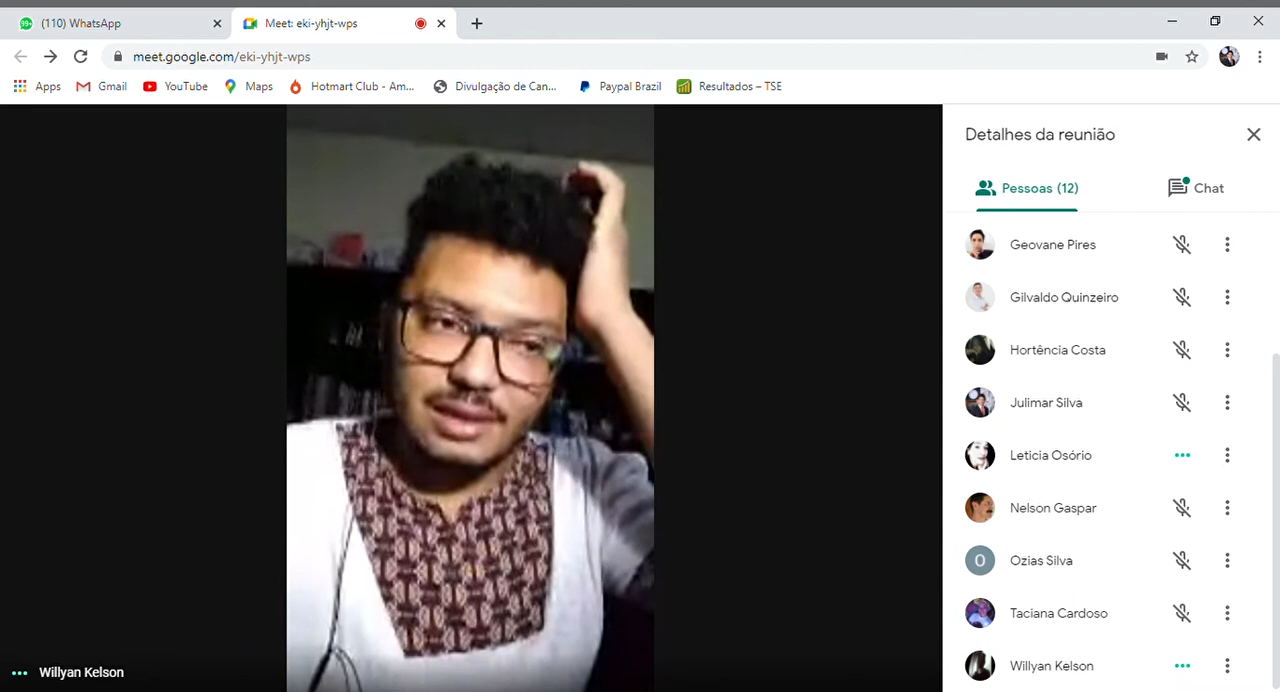 99+
(110) WhatsApp
Meet: eki-yhjt-wps
meet.google.com/eki-yhjt-wps
Apps
Gmail
YouTube
Maps
Hotmart Club - Am...
Divulgação de Can...
Paypal Brazil
Resultados – TSE
Detalhes da reunião
Pessoas (12)
Chat
Geovane Pires
Gilvaldo Quinzeiro
Hortência Costa
Julimar Silva
Leticia Osório
Nelson Gaspar
O
Ozias Silva
Taciana Cardoso
Willyan Kelson
Willyan Kelson